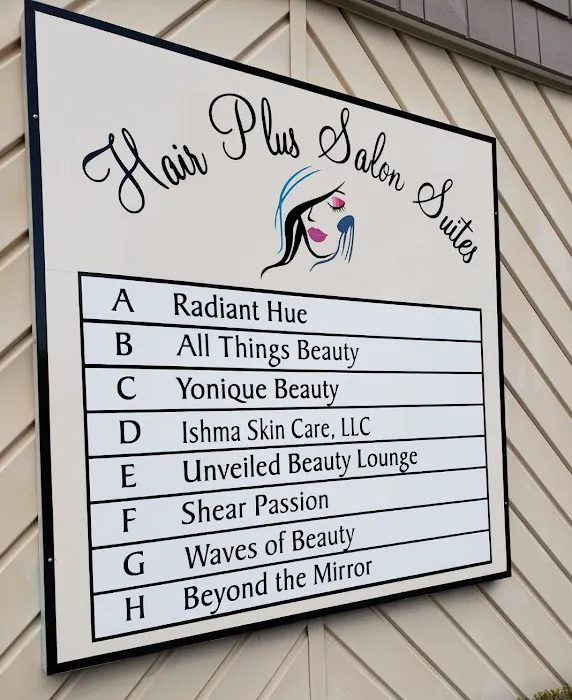 Hair Plus Salon Suites
A Radiant Hue
B All Things Beauty
C Yonique Beauty
D Ishma Skin Care, LLC
E Unveiled Beauty Lounge
F Shear Passion
G Waves of Beauty
H Beyond the Mirror